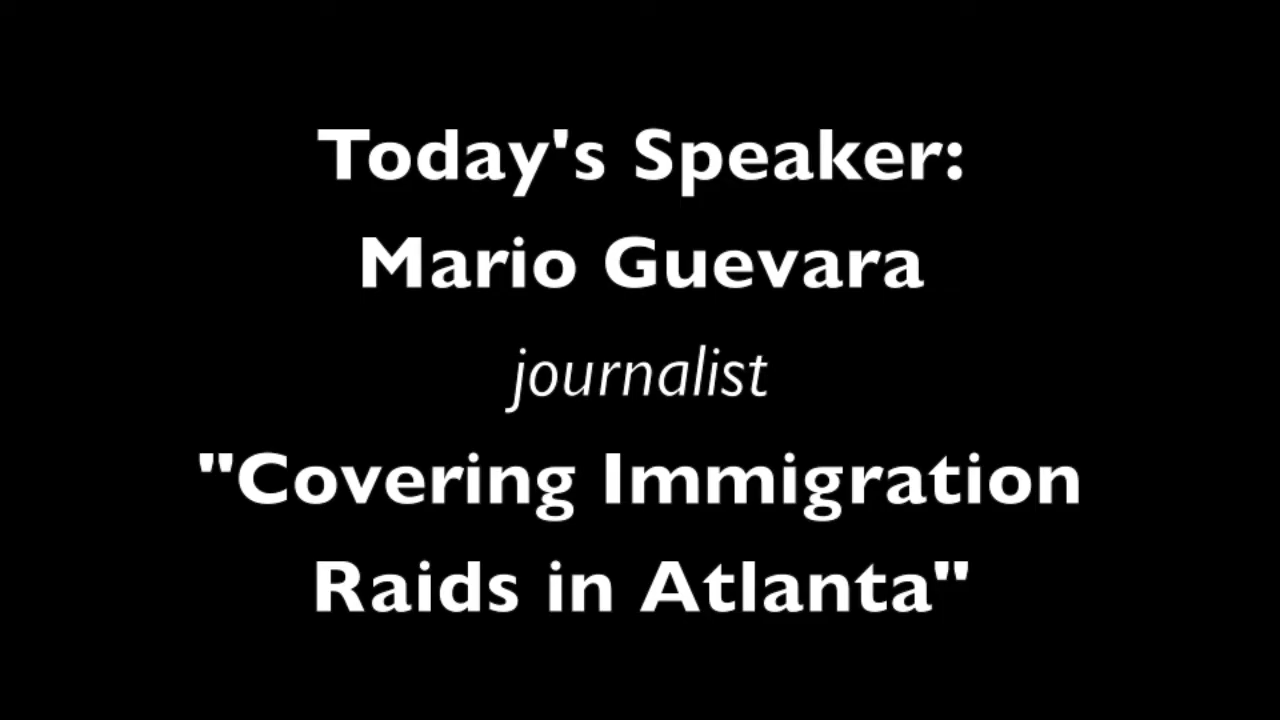 Today's Speaker:
Mario Guevara
journalist
"Covering Immigration
Raids in Atlanta"